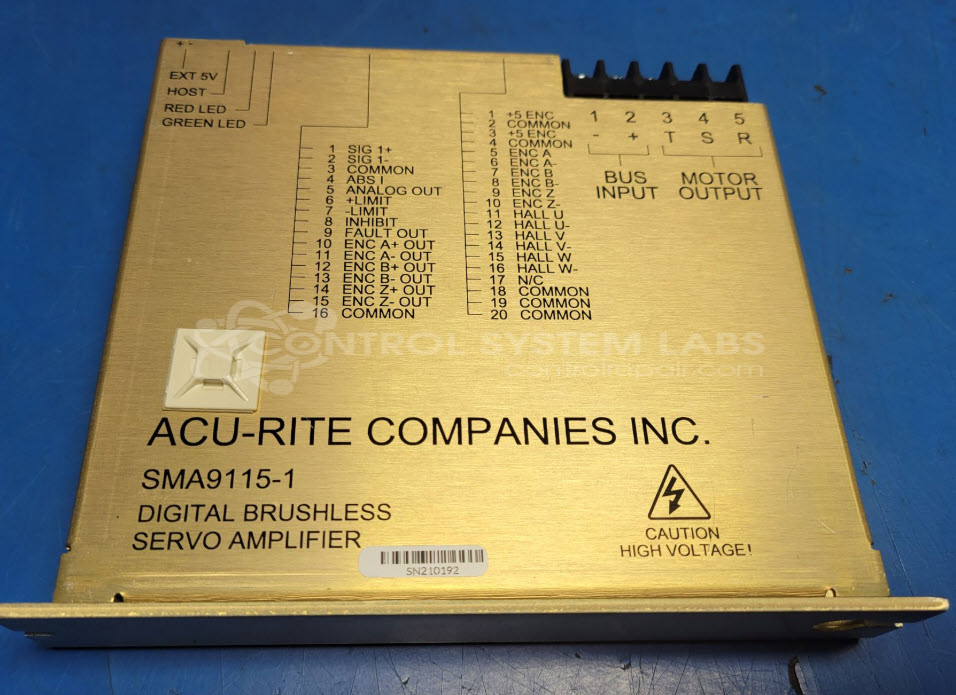 + -
EXT 5V
HOST
RED LED
GREEN LED
1 SIG 1+
2 SIG 1-
3 COMMON
4 ABS I
5 ANALOG OUT
6 +LIMIT
7 -LIMIT
8 INHIBIT
9 FAULT OUT
10 ENC A+ OUT
11 ENC A- OUT
12 ENC B+ OUT
13 ENC B- OUT
14 ENC Z+ OUT
15 ENC Z- OUT
16 COMMON
1 +5 ENC
2 COMMON
3 +5 ENC
4 COMMON
5 ENC A
6 ENC A-
7 ENC B
8 ENC B-
9 ENC Z
10 ENC Z-
11 HALL U
12 HALL U-
13 HALL V
14 HALL V-
15 HALL W
16 HALL W-
17 N/C
18 COMMON
19 COMMON
20 COMMON
1 2 3 4 5
- + T S R
BUS INPUT
MOTOR OUTPUT
CONTROL SYSTEM LABS
controlrepair.com
ACU-RITE COMPANIES INC.
SMA9115-1
DIGITAL BRUSHLESS
SERVO AMPLIFIER
SN210192
CAUTION
HIGH VOLTAGE!